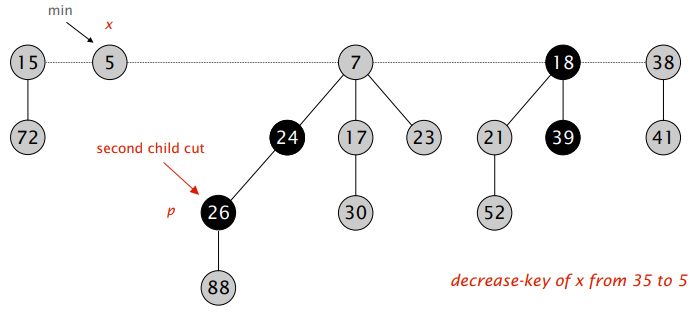 min
x
15 5 7 18 38
72 24 17 23 21 39 41
second child cut
p 26 30 52
88
decrease-key of x from 35 to 5